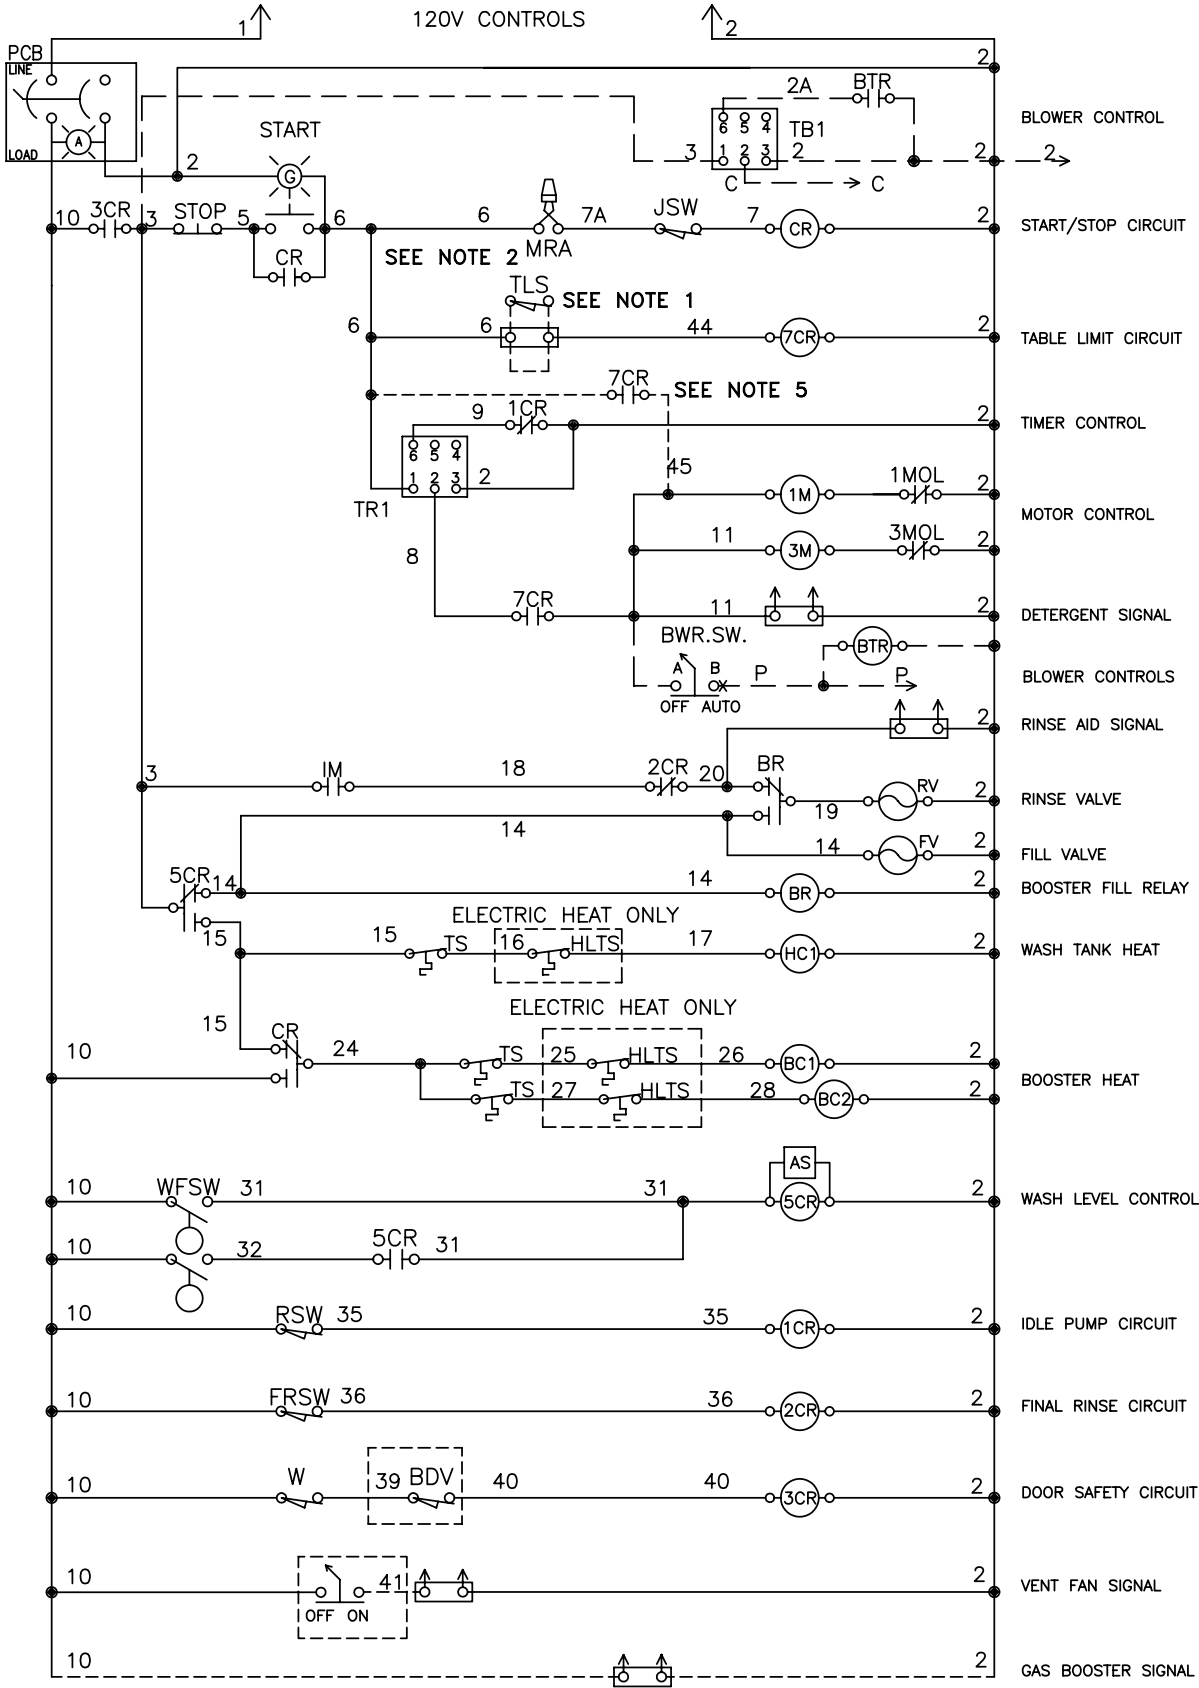 120V CONTROLS
1
2
PCB
LINE
A
LOAD
2
2A BTR
6 5 4 TB1
1 2 3
3
2
2
2
C C
BLOWER CONTROL
START
2
G
10 3CR 3 STOP 5 6 6 7A JSW 7 CR 2 START/STOP CIRCUIT
MRA
CR
SEE NOTE 2
TLS
SEE NOTE 1
6 6 44 7CR 2 TABLE LIMIT CIRCUIT
7CR
SEE NOTE 5
9 1CR 2 TIMER CONTROL
6 5 4
1 2 3
2
TR1
45
1M 1MOL 2
MOTOR CONTROL
8
11 3M 3MOL 2
7CR 11 2 DETERGENT SIGNAL
BWR.SW.
BTR
A B
P P
OFF AUTO
BLOWER CONTROLS
2 RINSE AID SIGNAL
3 IM 18 2CR 20 BR
19 RV 2 RINSE VALVE
14
14 FV 2 FILL VALVE
5CR 14 14 BR 2 BOOSTER FILL RELAY
ELECTRIC HEAT ONLY
15
15 TS 16 HLTS 17 HC1 2 WASH TANK HEAT
ELECTRIC HEAT ONLY
15 CR 24
10
TS 25 HLTS 26 BC1 2
BOOSTER HEAT
TS 27 HLTS 28 BC2 2
AS
10 WFSW 31 31 5CR 2 WASH LEVEL CONTROL
10 32 5CR 31
10 RSW 35 35 1CR 2 IDLE PUMP CIRCUIT
10 FRSW 36 36 2CR 2 FINAL RINSE CIRCUIT
10 W 39 BDV 40 40 3CR 2 DOOR SAFETY CIRCUIT
10 41 2 VENT FAN SIGNAL
OFF ON
10 2 GAS BOOSTER SIGNAL